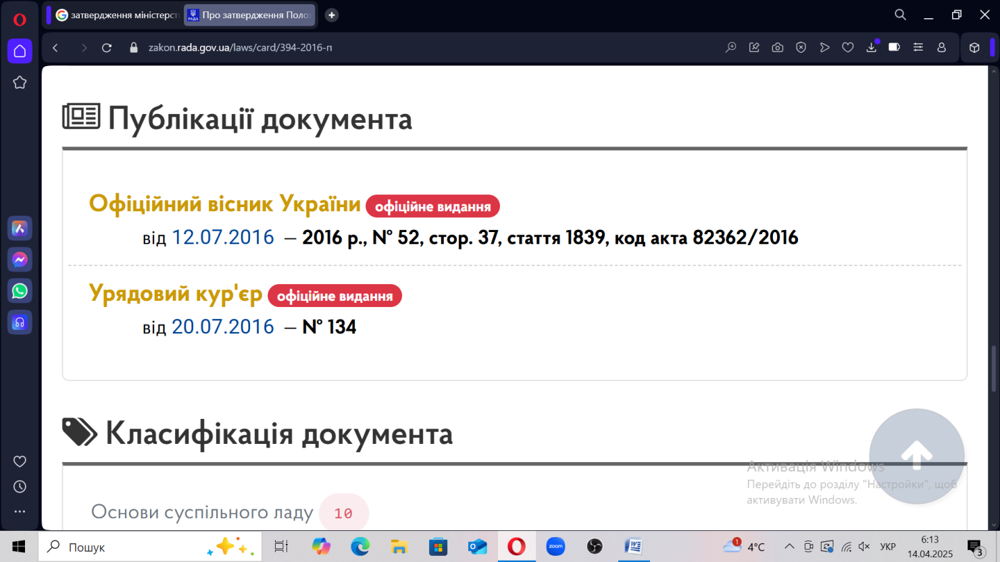 затвердження міністерст
Про затвердження Поло
zakon.rada.gov.ua/laws/card/394-2016-п
Публікації документа
Офіційний вісник України офіційне видання
від 12.07.2016 — 2016 р., № 52, стор. 37, стаття 1839, код акта 82362/2016
Урядовий кур'єр офіційне видання
від 20.07.2016 — № 134
Класифікація документа
Основи суспільного ладу 10
Активація Windows
Перейдіть до розділу "Настройки", щоб
активувати Windows.
Пошук
zoom
1
4°C
УКР
6:13
14.04.2025
3